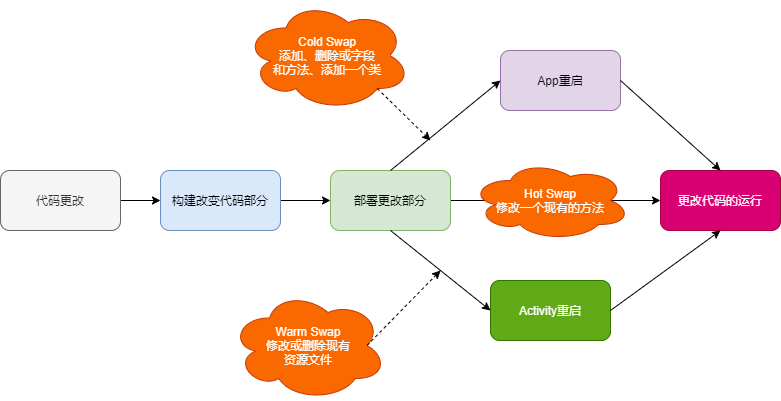 Cold Swap
添加、删除或字段
和方法、添加一个类
App重启
代码更改
构建改变代码部分
部署更改部分
Hot Swap
修改一个现有的方法
更改代码的运行
Activity重启
Warm Swap
修改或删除现有
资源文件